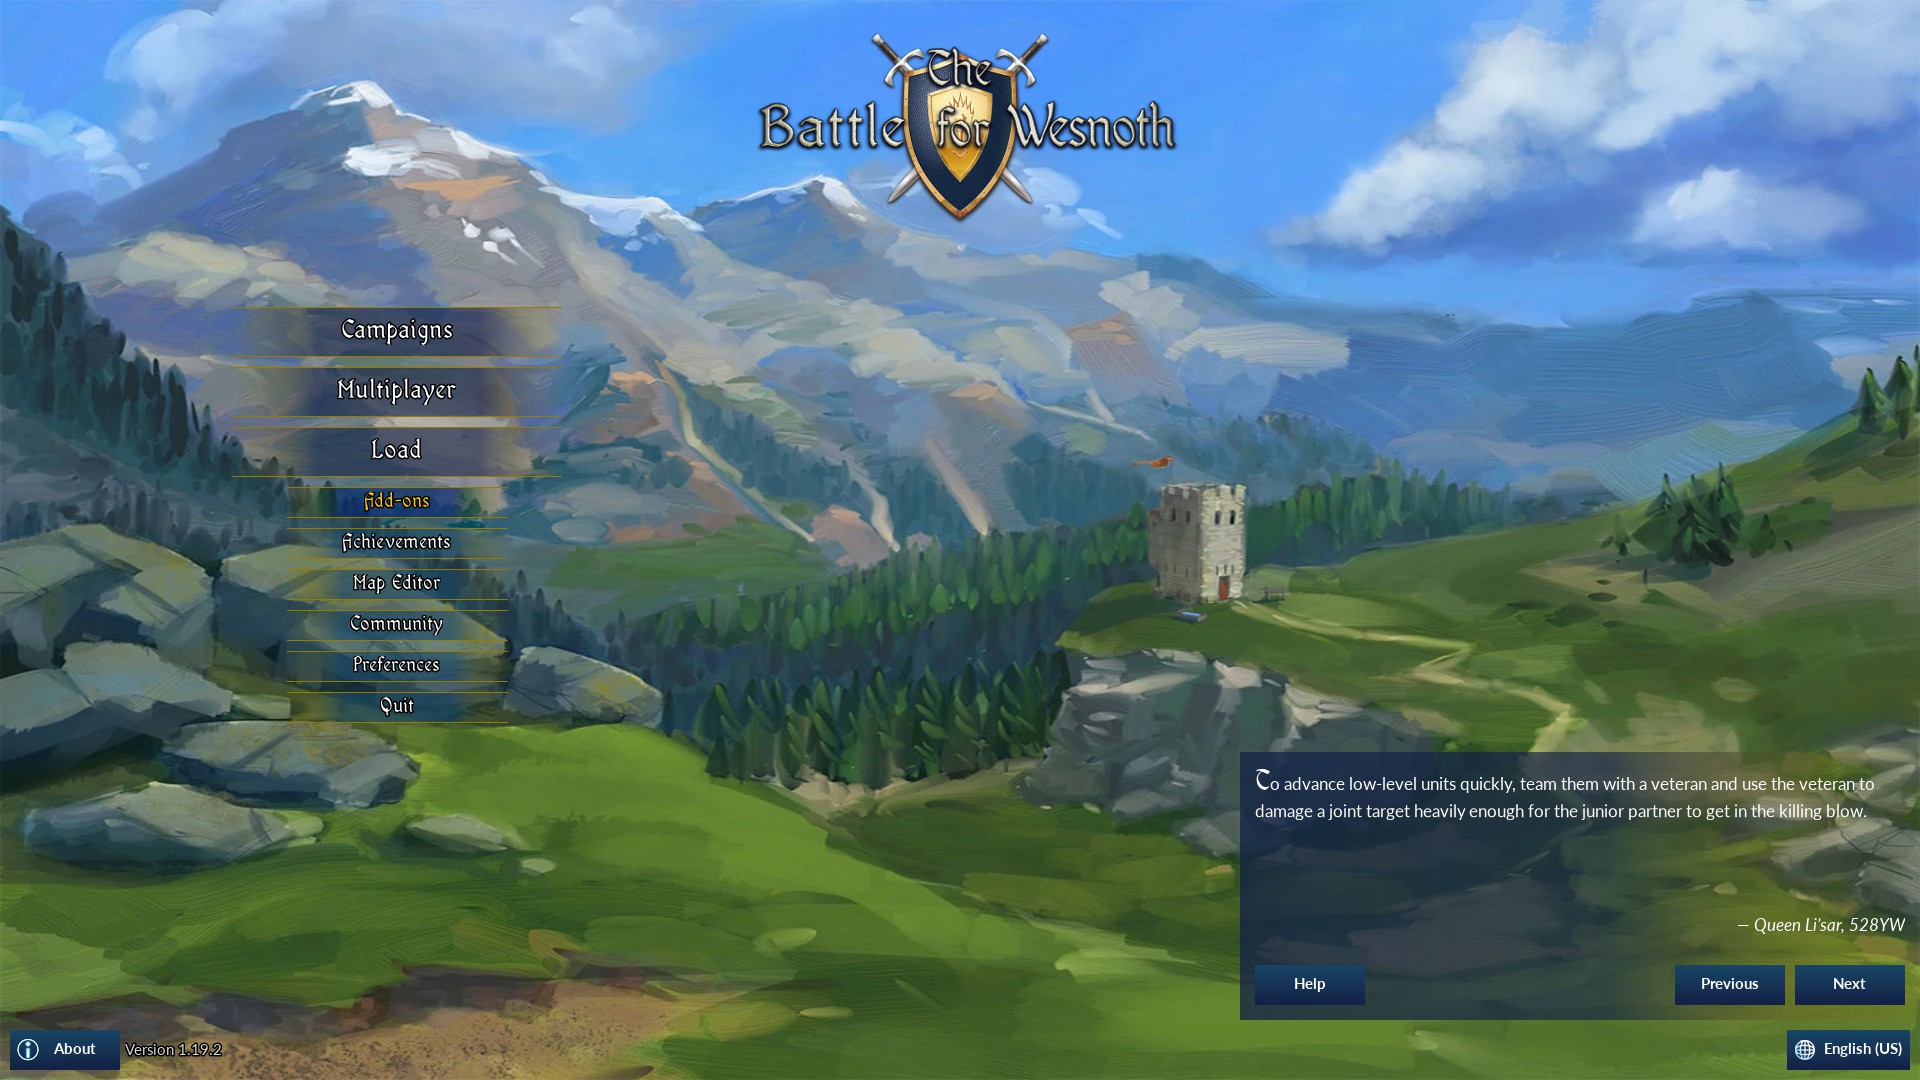 The
Battle for Wesnoth
Campaigns
Multiplayer
Load
Add-ons
Achievements
Map Editor
Community
Preferences
Quit
To advance low-level units quickly, team them with a veteran and use the veteran to
damage a joint target heavily enough for the junior partner to get in the killing blow.
— Queen Li’sar, 528YW
Help
Previous
Next
About
Version 1.19.2
English (US)